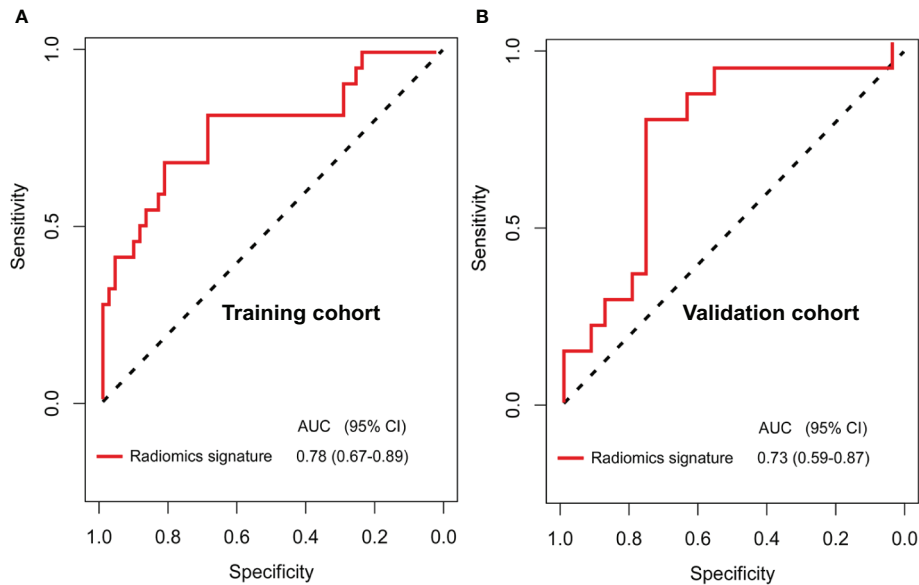 A
1.0
0.5
0.0
Sensitivity
Training cohort
AUC (95% CI)
Radiomics signature 0.78 (0.67-0.89)
1.0 0.8 0.6 0.4 0.2 0.0
Specificity
B
1.0
0.5
0.0
Sensitivity
Validation cohort
AUC (95% CI)
Radiomics signature 0.73 (0.59-0.87)
1.0 0.8 0.6 0.4 0.2 0.0
Specificity